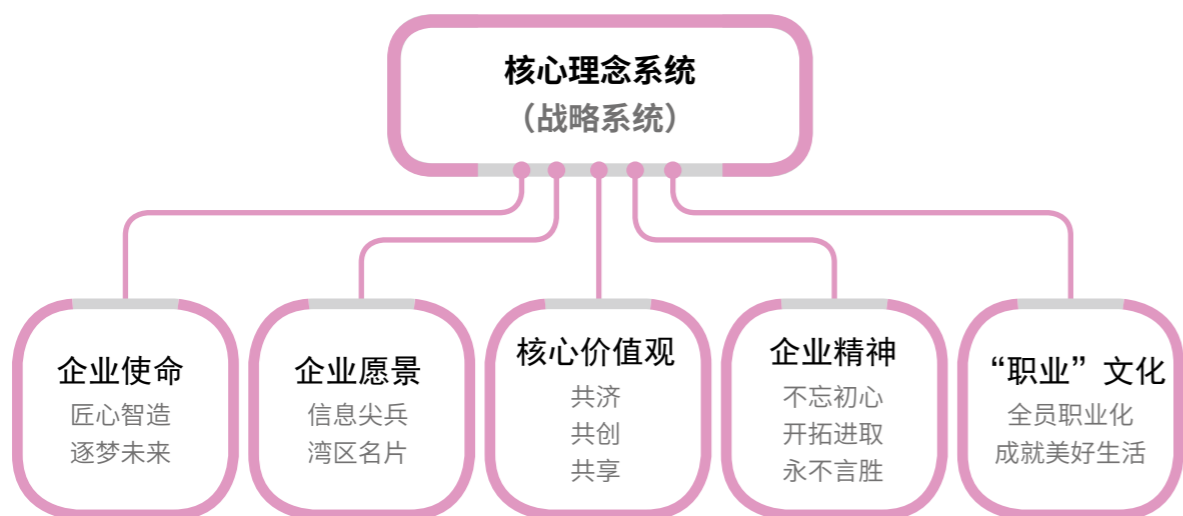 核心理念系统
（战略系统）
企业使命
匠心智造
逐梦未来
企业愿景
信息尖兵
湾区名片
核心价值观
共济
共创
共享
企业精神
不忘初心
开拓进取
永不言胜
“职业”文化
全员职业化
成就美好生活